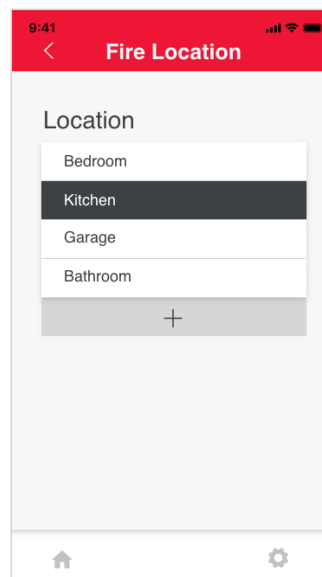 9:41
Fire Location
Location
Bedroom
Kitchen
Garage
Bathroom
+